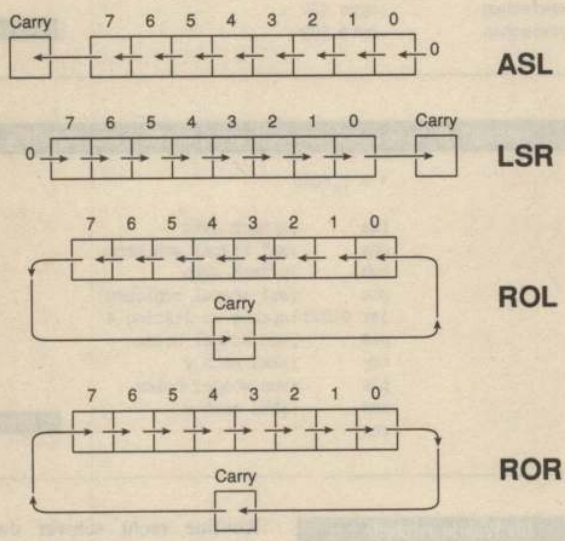 Carry 7 6 5 4 3 2 1 0
0
ASL
7 6 5 4 3 2 1 0 Carry
0
LSR
7 6 5 4 3 2 1 0
Carry
ROL
7 6 5 4 3 2 1 0
Carry
ROR